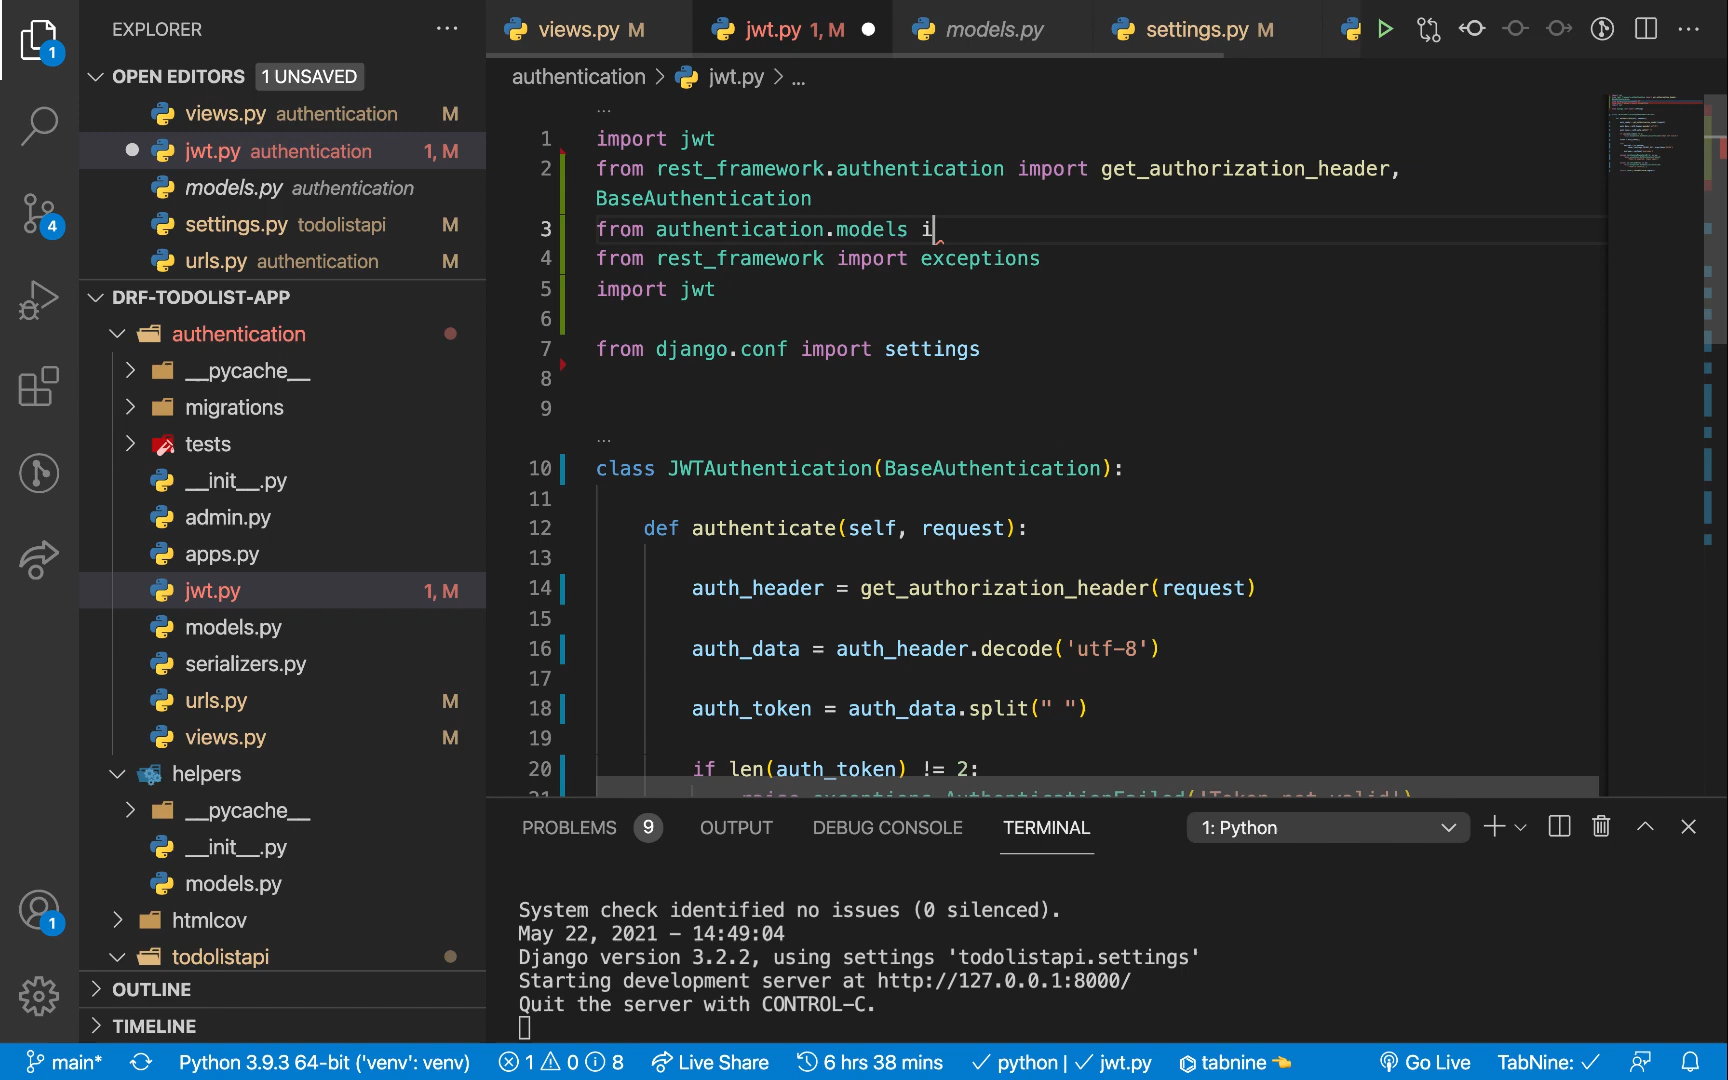 EXPLORER
OPEN EDITORS 1 UNSAVED
views.py authentication M
jwt.py authentication 1, M
models.py authentication
settings.py todolistapi M
urls.py authentication M
DRF-TODOLIST-APP
authentication
__pycache__
migrations
tests
__init__.py
admin.py
apps.py
jwt.py 1, M
models.py
serializers.py
urls.py M
views.py M
helpers
__pycache__
__init__.py
models.py
htmlcov
todolistapi
OUTLINE
TIMELINE
1
4
1
views.py M jwt.py 1, M models.py settings.py M
authentication > jwt.py > ...
...
1 import jwt
2 from rest_framework.authentication import get_authorization_header,
BaseAuthentication
3 from authentication.models i
4 from rest_framework import exceptions
5 import jwt
6
7 from django.conf import settings
8
9
...
10 class JWTAuthentication(BaseAuthentication):
11
12 def authenticate(self, request):
13
14 auth_header = get_authorization_header(request)
15
16 auth_data = auth_header.decode('utf-8')
17
18 auth_token = auth_data.split(" ")
19
20 if len(auth_token) != 2:
21 raise exceptions.AuthenticationFailed('Token not valid')
PROBLEMS 9 OUTPUT DEBUG CONSOLE TERMINAL 1: Python
System check identified no issues (0 silenced).
May 22, 2021 - 14:49:04
Django version 3.2.2, using settings 'todolistapi.settings'
Starting development server at http://127.0.0.1:8000/
Quit the server with CONTROL-C.
main* Python 3.9.3 64-bit ('venv': venv) 1 0 8 Live Share 6 hrs 38 mins python | jwt.py tabnine Go Live TabNine: